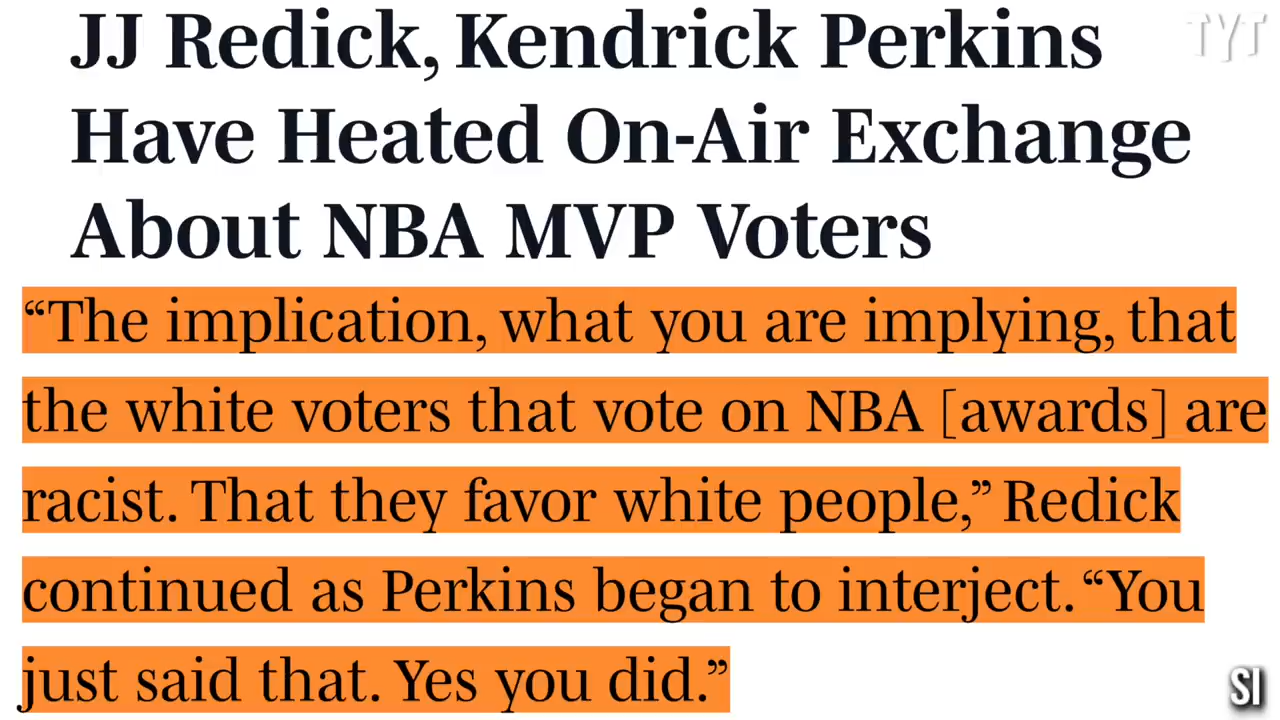 JJ Redick, Kendrick Perkins
Have Heated On-Air Exchange
About NBA MVP Voters
“The implication, what you are implying, that
the white voters that vote on NBA [awards] are
racist. That they favor white people,” Redick
continued as Perkins began to interject. “You
just said that. Yes you did.”
TYT
SI